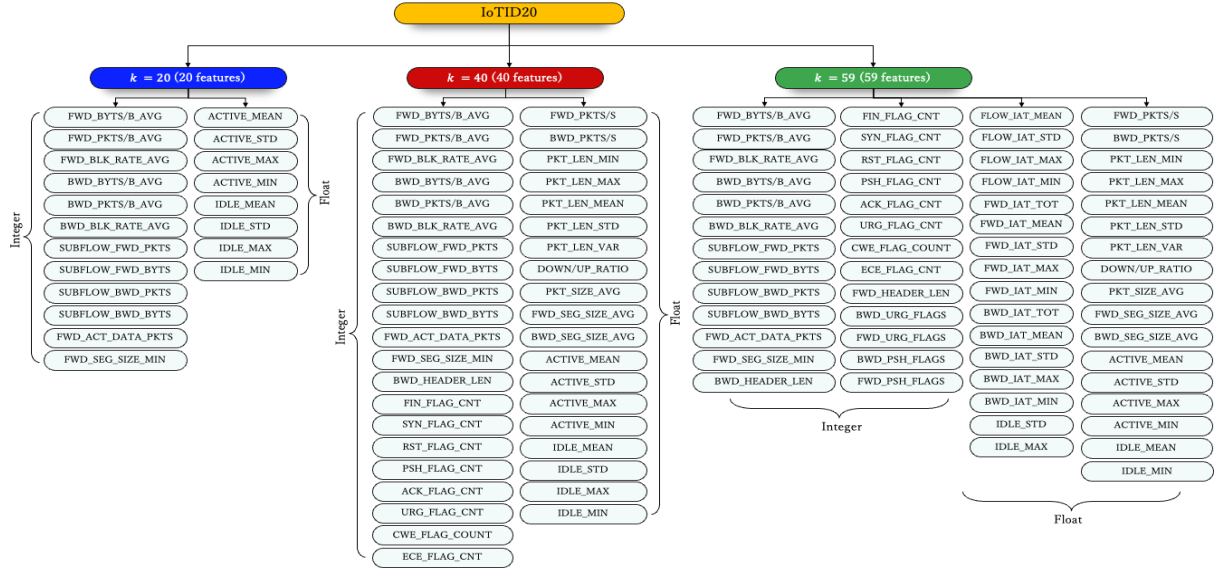 IoTID20
k = 20 (20 features)
FWD_BYTS/B_AVG
FWD_PKTS/B_AVG
FWD_BLK_RATE_AVG
BWD_BYTS/B_AVG
BWD_PKTS/B_AVG
BWD_BLK_RATE_AVG
SUBFLOW_FWD_PKTS
SUBFLOW_FWD_BYTS
SUBFLOW_BWD_PKTS
SUBFLOW_BWD_BYTS
FWD_ACT_DATA_PKTS
FWD_SEG_SIZE_MIN
Integer
ACTIVE_MEAN
ACTIVE_STD
ACTIVE_MAX
ACTIVE_MIN
IDLE_MEAN
IDLE_STD
IDLE_MAX
IDLE_MIN
Float
k = 40 (40 features)
FWD_BYTS/B_AVG
FWD_PKTS/B_AVG
FWD_BLK_RATE_AVG
BWD_BYTS/B_AVG
BWD_PKTS/B_AVG
BWD_BLK_RATE_AVG
SUBFLOW_FWD_PKTS
SUBFLOW_FWD_BYTS
SUBFLOW_BWD_PKTS
SUBFLOW_BWD_BYTS
FWD_ACT_DATA_PKTS
FWD_SEG_SIZE_MIN
BWD_HEADER_LEN
FIN_FLAG_CNT
SYN_FLAG_CNT
RST_FLAG_CNT
PSH_FLAG_CNT
ACK_FLAG_CNT
URG_FLAG_CNT
CWE_FLAG_COUNT
ECE_FLAG_CNT
Integer
FWD_PKTS/S
BWD_PKTS/S
PKT_LEN_MIN
PKT_LEN_MAX
PKT_LEN_MEAN
PKT_LEN_STD
PKT_LEN_VAR
DOWN/UP_RATIO
PKT_SIZE_AVG
FWD_SEG_SIZE_AVG
BWD_SEG_SIZE_AVG
ACTIVE_MEAN
ACTIVE_STD
ACTIVE_MAX
ACTIVE_MIN
IDLE_MEAN
IDLE_STD
IDLE_MAX
IDLE_MIN
Float
k = 59 (59 features)
FWD_BYTS/B_AVG
FWD_PKTS/B_AVG
FWD_BLK_RATE_AVG
BWD_BYTS/B_AVG
BWD_PKTS/B_AVG
BWD_BLK_RATE_AVG
SUBFLOW_FWD_PKTS
SUBFLOW_FWD_BYTS
SUBFLOW_BWD_PKTS
SUBFLOW_BWD_BYTS
FWD_ACT_DATA_PKTS
FWD_SEG_SIZE_MIN
BWD_HEADER_LEN
FIN_FLAG_CNT
SYN_FLAG_CNT
RST_FLAG_CNT
PSH_FLAG_CNT
ACK_FLAG_CNT
URG_FLAG_CNT
CWE_FLAG_COUNT
ECE_FLAG_CNT
FWD_HEADER_LEN
BWD_URG_FLAGS
FWD_URG_FLAGS
BWD_PSH_FLAGS
FWD_PSH_FLAGS
Integer
FLOW_IAT_MEAN
FLOW_IAT_STD
FLOW_IAT_MAX
FLOW_IAT_MIN
FWD_IAT_TOT
FWD_IAT_MEAN
FWD_IAT_STD
FWD_IAT_MAX
FWD_IAT_MIN
BWD_IAT_TOT
BWD_IAT_MEAN
BWD_IAT_STD
BWD_IAT_MAX
BWD_IAT_MIN
IDLE_STD
IDLE_MAX
FWD_PKTS/S
BWD_PKTS/S
PKT_LEN_MIN
PKT_LEN_MAX
PKT_LEN_MEAN
PKT_LEN_STD
PKT_LEN_VAR
DOWN/UP_RATIO
PKT_SIZE_AVG
FWD_SEG_SIZE_AVG
BWD_SEG_SIZE_AVG
ACTIVE_MEAN
ACTIVE_STD
ACTIVE_MAX
ACTIVE_MIN
IDLE_MEAN
IDLE_MIN
Float